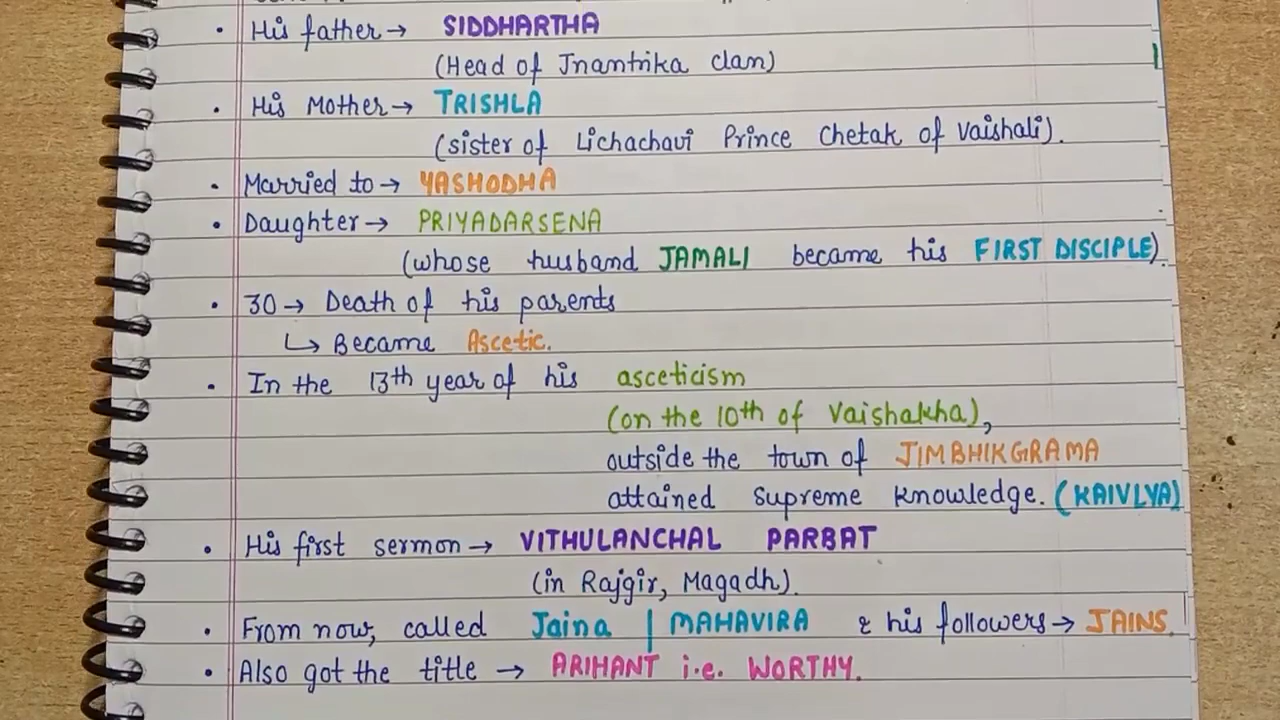 • His father → SIDDHARTHA
(Head of Jnantrika clan)
• His Mother → TRISHLA
(sister of Lichachavi Prince Chetak of Vaishali).
• Married to → YASHODHA
• Daughter → PRIYADARSENA
(whose husband JAMALI became his FIRST DISCIPLE).
• 30 → Death of his parents
↳ Became Ascetic.
• In the 13th year of his asceticism
(on the 10th of Vaishakha),
outside the town of JIMBHIKGRAMA
attained supreme knowledge. (KAIVLYA)
• His first sermon → VITHULANCHAL PARBAT
(in Rajgir, Magadh).
• From now, called Jaina | MAHAVIRA & his followers → JAINS.
• Also got the title → ARIHANT i.e. WORTHY.